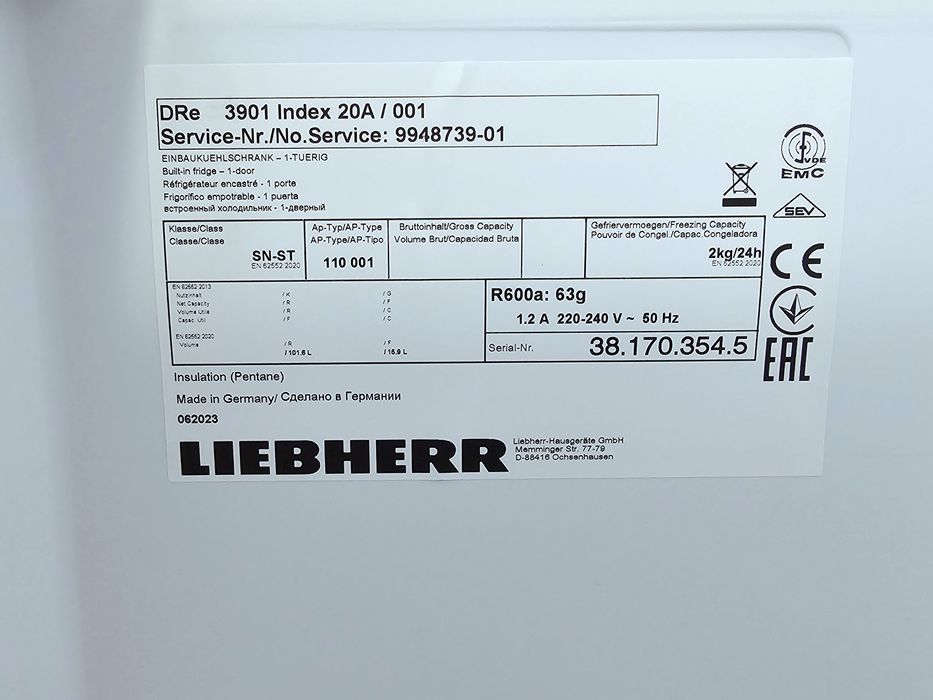 DRe 3901 Index 20A / 001
Service-Nr./No.Service: 9948739-01
EINBAUKUEHLSCHRANK – 1-TUERIG
Built-in fridge – 1-door
Réfrigérateur encastré - 1 porte
Frigorífico empotrable - 1 puerta
встроенный холодильник - 1-дверный
VDE
EMC
SEV
Klasse/Class
Classe/Clase
SN-ST
EN 62552 2020
Ap-Typ/AP-Type
AP-Type/AP-Tipo
110 001
Bruttoinhalt/Gross Capacity
Volume Brut/Capacidad Bruta
Gefriervermoegen/Freezing Capacity
Pouvoir de Congel./Capac.Congeladora
2kg/24h
EN 62552 2020
CE
EN 62552 2013
Nutzinhalt /K /G
Net Capacity /R /F
Volume Utile /R /C
Capac. Util /F /C
EN 62552 2020
Volume /R /F
/101.6 L /15.9 L
R600a: 63g
1.2 A 220-240 V ~ 50 Hz
Serial-Nr. 38.170.354.5
EAC
Insulation (Pentane)
Made in Germany/ Сделано в Германии
062023
LIEBHERR
Liebherr-Hausgeräte GmbH
Memminger Str. 77-79
D-88416 Ochsenhausen